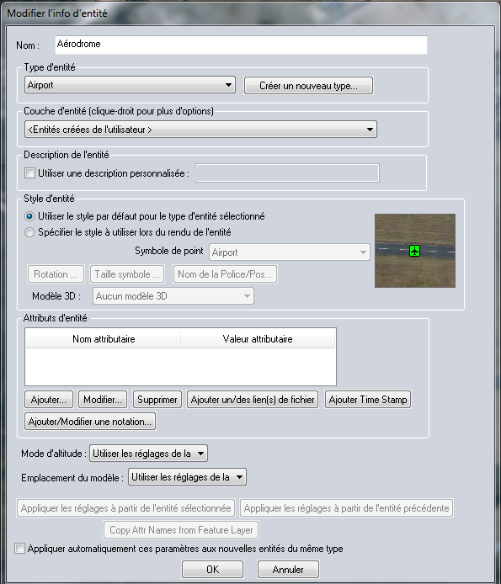 Modifier l'info d'entité
Nom : Aérodrome
Type d'entité
Airport Créer un nouveau type...
Couche d'entité (clique-droit pour plus d'options)
<Entités créées de l'utilisateur >
Description de l'entité
Utiliser une description personnalisée :
Style d'entité
Utiliser le style par défaut pour le type d'entité sélectionné
Spécifier le style à utiliser lors du rendu de l'entité
Symbole de point Airport
Rotation ... Taille symbole ... Nom de la Police/Pos...
Modèle 3D : Aucun modèle 3D
Attributs d'entité
Nom attributaire Valeur attributaire
Ajouter... Modifier... Supprimer Ajouter un/des lien(s) de fichier Ajouter Time Stamp
Ajouter/Modifier une notation...
Mode d'altitude : Utiliser les réglages de la
Emplacement du modèle : Utiliser les réglages de la
Appliquer les réglages à partir de l'entité sélectionnée Appliquer les réglages à partir de l'entité précédente
Copy Attr Names from Feature Layer
Appliquer automatiquement ces paramètres aux nouvelles entités du même type
OK Annuler